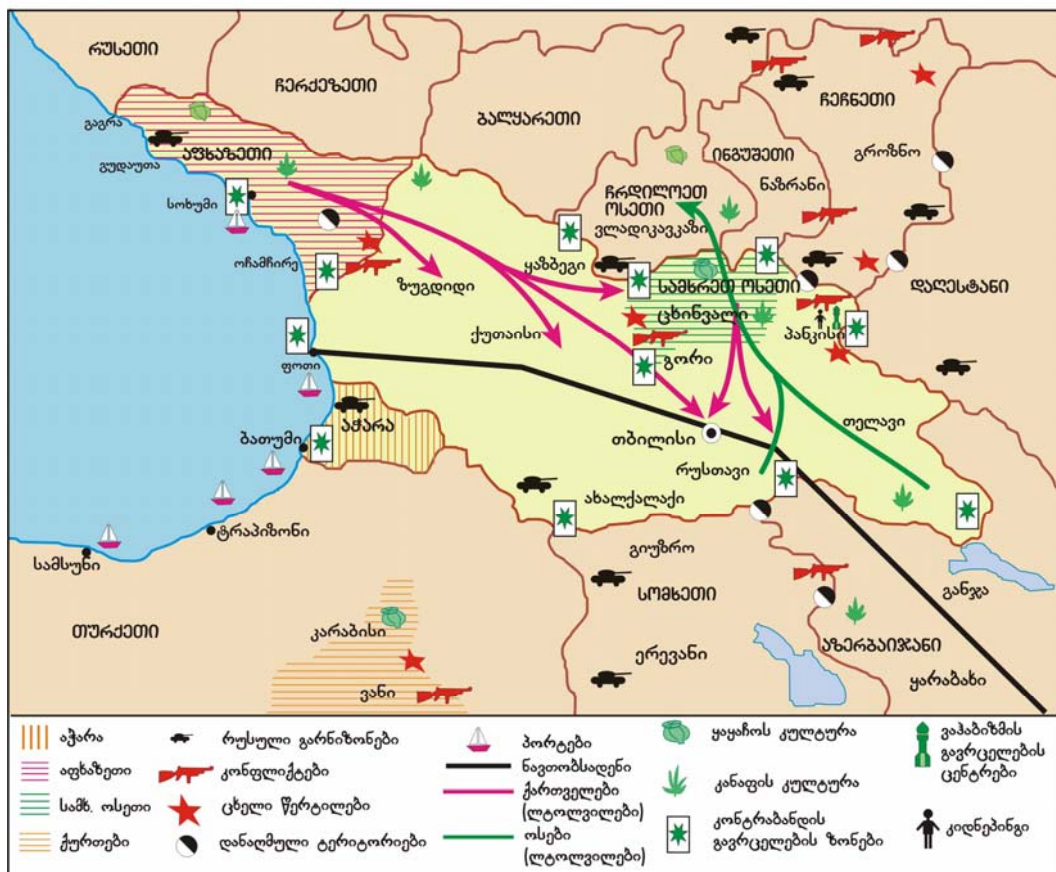 რუსეთი
ჩერქეზეთი
ბალყარეთი
ჩეჩნეთი
გაგრა
აფხაზეთი
გუდაუთა
სოხუმი
ოჩამჩირე
ინგუშეთი
ნაზრანი
გროზნო
ჩრდილოეთ
ოსეთი
ვლადიკავკაზი
ყაზბეგი
ზუგდიდი
სამხრეთ ოსეთი
ცხინვალი
დაღესტანი
პანკისი
ქუთაისი
გორი
ფოთი
აჭარა
ბათუმი
თბილისი
თელავი
რუსთავი
ახალქალაქი
ტრაპიზონი
სამსუნი
გიუზრო
სომხეთი
განჯა
თურქეთი
კარაბისი
ვანი
ერევანი
აზერბაიჯანი
ყარაბახი
აჭარა
აფხაზეთი
სამხ. ოსეთი
ქურთები
რუსული გარნიზონები
კონფლიქტები
ცხელი წერტილები
დანაღმული ტერიტორიები
პორტები
ნავთობსადენი
ქართველები
(ლტოლვილები)
ოსები
(ლტოლვილები)
ყაყაჩოს კულტურა
კანაფის კულტურა
კონტრაბანდის
გავრცელების ზონები
ვაჰაბიზმის
გავრცელების
ცენტრები
კიდნეპინგი